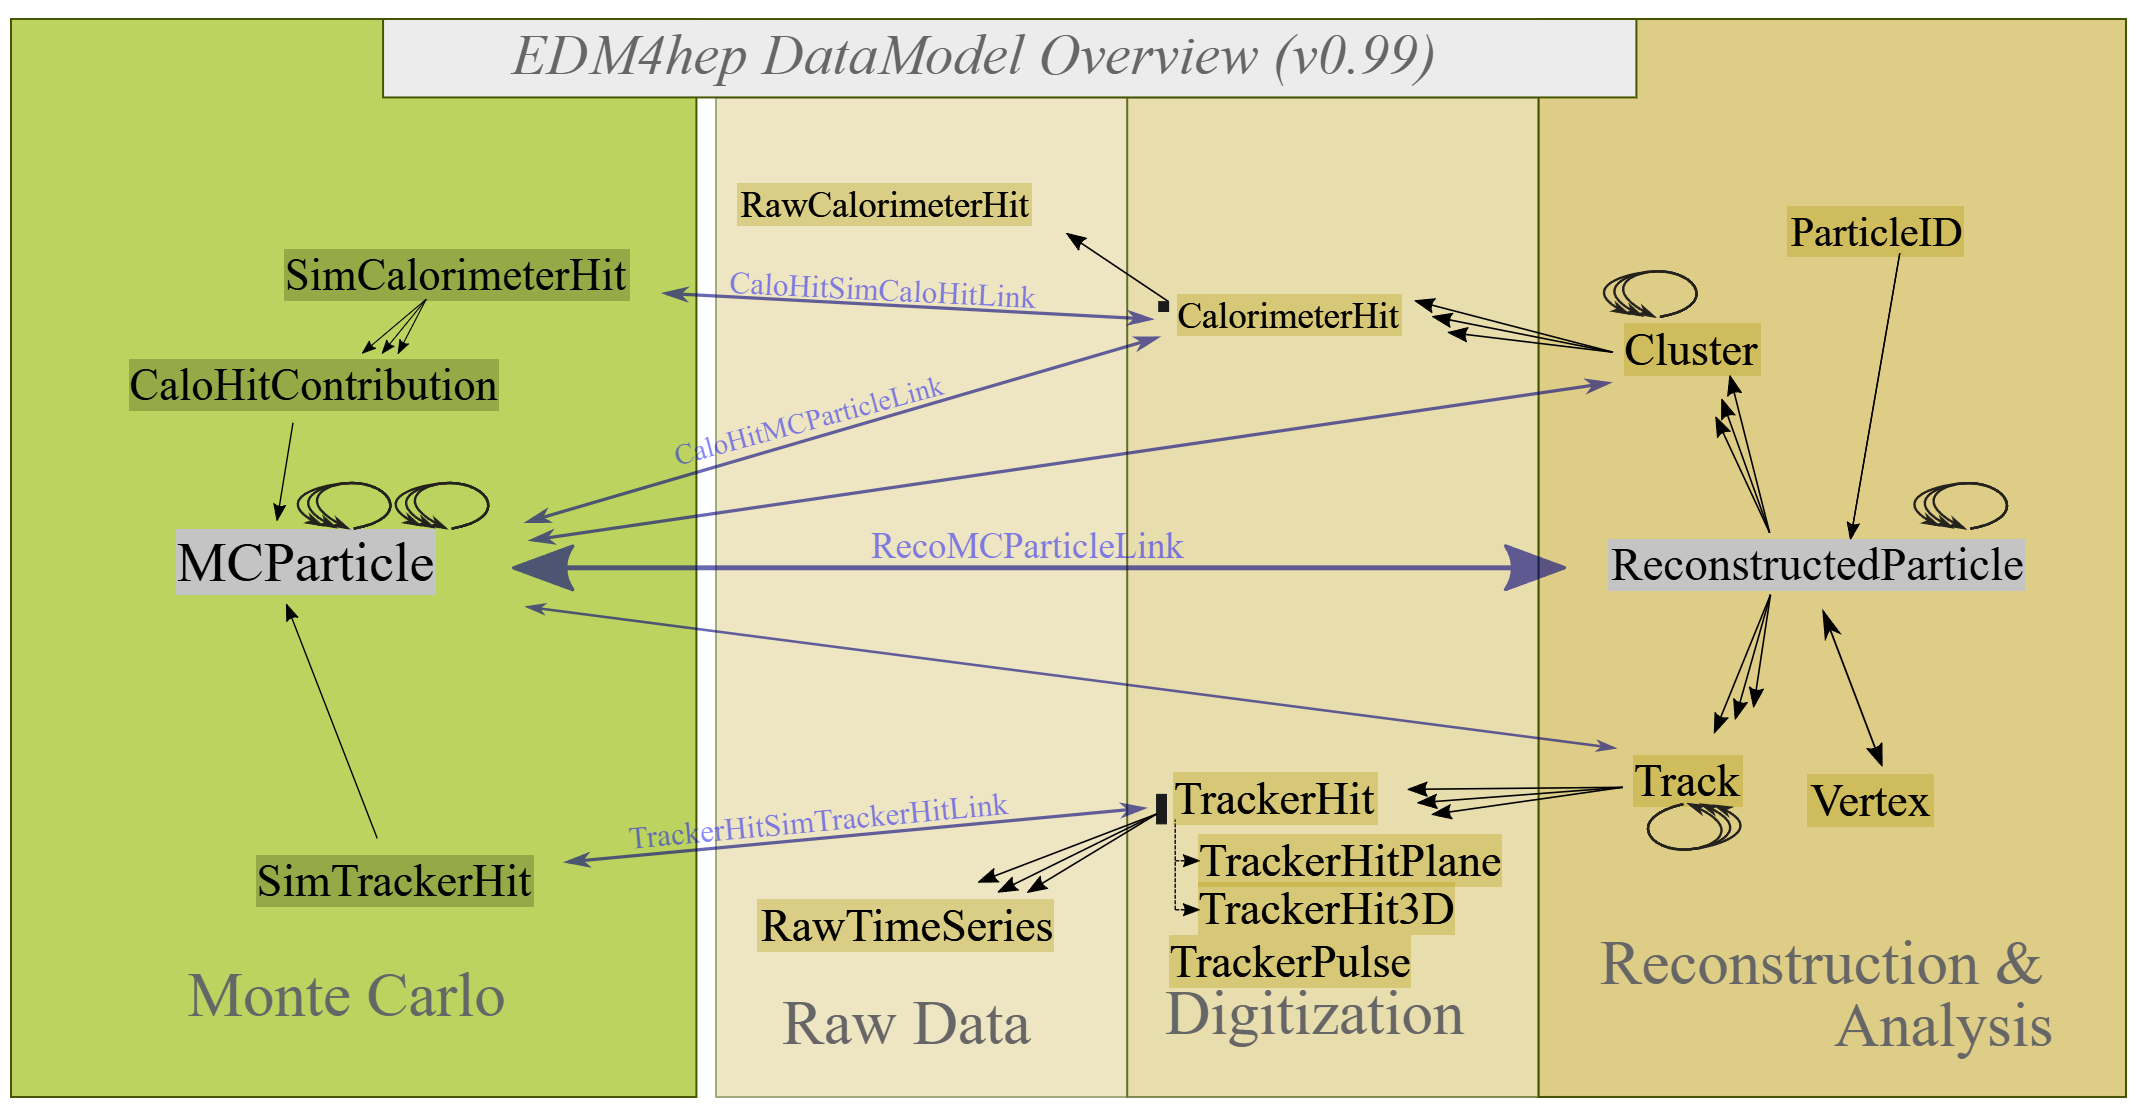 EDM4hep DataModel Overview (v0.99)
RawCalorimeterHit
ParticleID
SimCalorimeterHit
CaloHitSimCaloHitLink
CalorimeterHit
Cluster
CaloHitContribution
CaloHitMCParticleLink
MCParticle
RecoMCParticleLink
ReconstructedParticle
Track
Vertex
TrackerHit
TrackerHitSimTrackerHitLink
TrackerHitPlane
SimTrackerHit
TrackerHit3D
RawTimeSeries
TrackerPulse
Monte Carlo
Raw Data
Digitization
Reconstruction &
Analysis